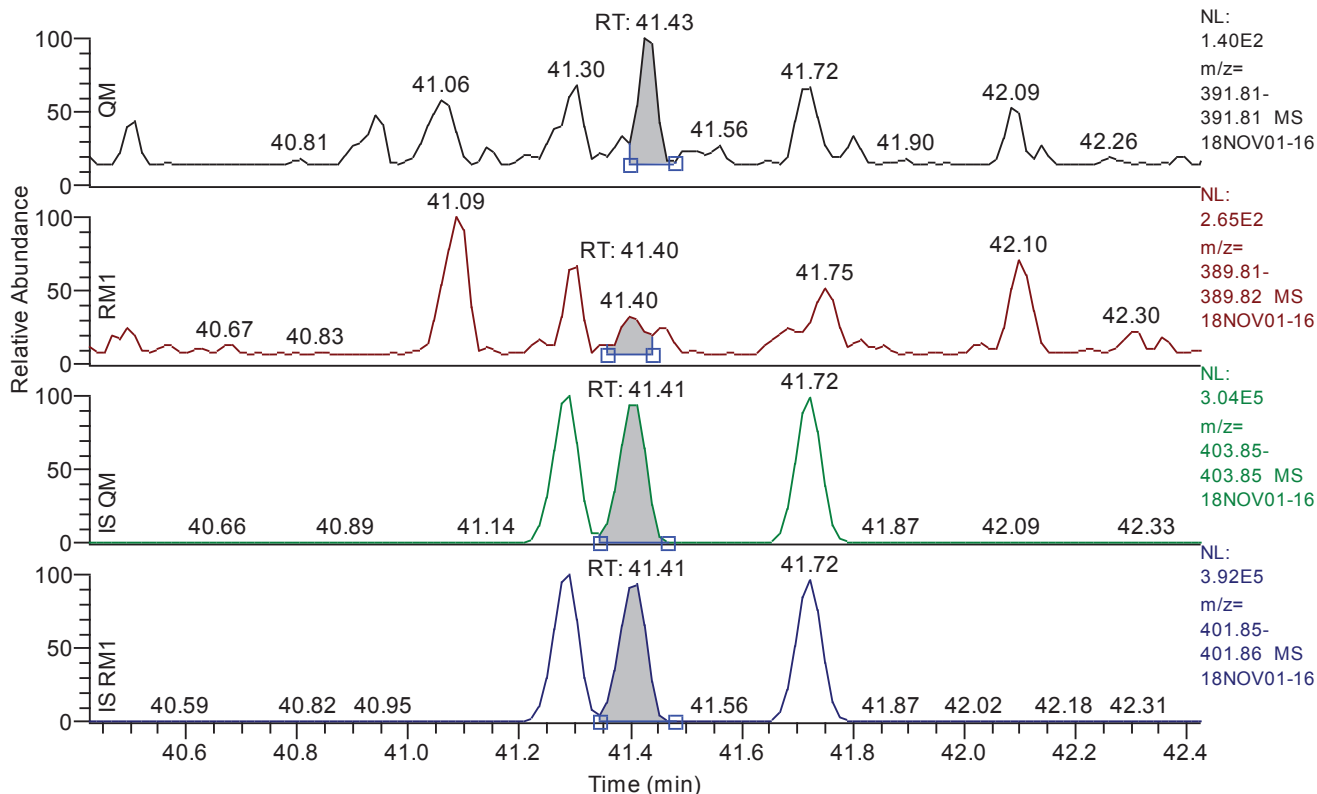 Relative Abundance
QM
100
50
0
40.81
41.06
41.30
RT: 41.43
41.56
41.72
41.90
42.09
42.26
NL:
1.40E2
m/z=
391.81-
391.81 MS
18NOV01-16
RM1
100
50
0
40.67
40.83
41.09
RT: 41.40
41.40
41.75
42.10
42.30
NL:
2.65E2
m/z=
389.81-
389.82 MS
18NOV01-16
IS QM
100
50
0
40.66
40.89
41.14
RT: 41.41
41.72
41.87
42.09
42.33
NL:
3.04E5
m/z=
403.85-
403.85 MS
18NOV01-16
IS RM1
100
50
0
40.59
40.82
40.95
RT: 41.41
41.56
41.72
41.87
42.02
42.18
42.31
NL:
3.92E5
m/z=
401.85-
401.86 MS
18NOV01-16
40.6 40.8 41.0 41.2 41.4 41.6 41.8 42.0 42.2 42.4
Time (min)